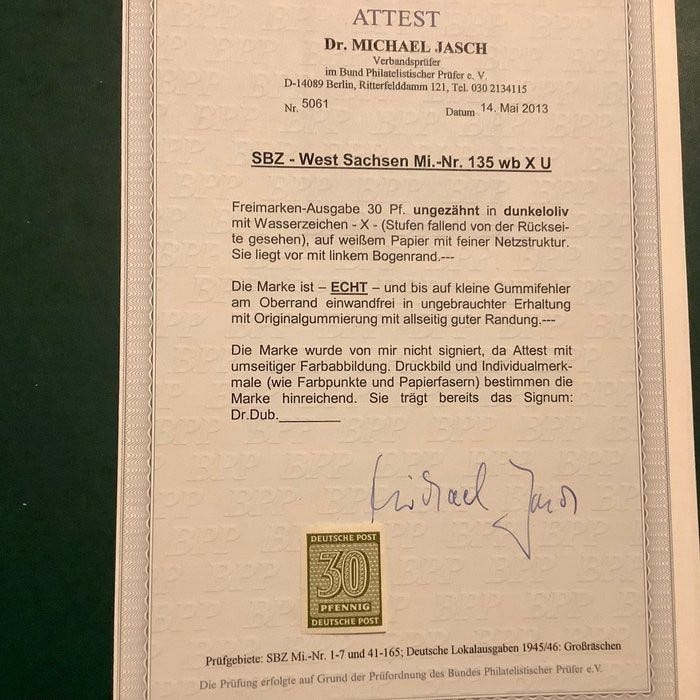 ATTEST
Dr. MICHAEL JASCH
Verbandsprüfer
im Bund Philatelistischer Prüfer e. V.
D-14089 Berlin, Ritterfelddamm 121, Tel. 030 2134115
Nr. 5061 Datum 14. Mai 2013
SBZ - West Sachsen Mi.-Nr. 135 wb X U
Freimarken-Ausgabe 30 Pf. ungezähnt in dunkeloliv
mit Wasserzeichen - X - (Stufen fallend von der Rücksei-
te gesehen), auf weißem Papier mit feiner Netzstruktur.
Sie liegt vor mit linkem Bogenrand.---
Die Marke ist – ECHT – und bis auf kleine Gummifehler
am Oberrand einwandfrei in ungebrauchter Erhaltung
mit Originalgummierung mit allseitig guter Randung.---
Die Marke wurde von mir nicht signiert, da Attest mit
umseitiger Farbabbildung. Druckbild und Individualmerk-
male (wie Farbpunkte und Papierfasern) bestimmen die
Marke hinreichend. Sie trägt bereits das Signum:
Dr.Dub.________
Michael Jasch
DEUTSCHE POST
30
PFENNIG
DEUTSCHE POST
Prüfgebiete: SBZ Mi.-Nr. 1-7 und 41-165; Deutsche Lokalausgaben 1945/46: Großräschen
Die Prüfung erfolgte auf Grund der Prüfordnung des Bundes Philatelistischer Prüfer e.V.